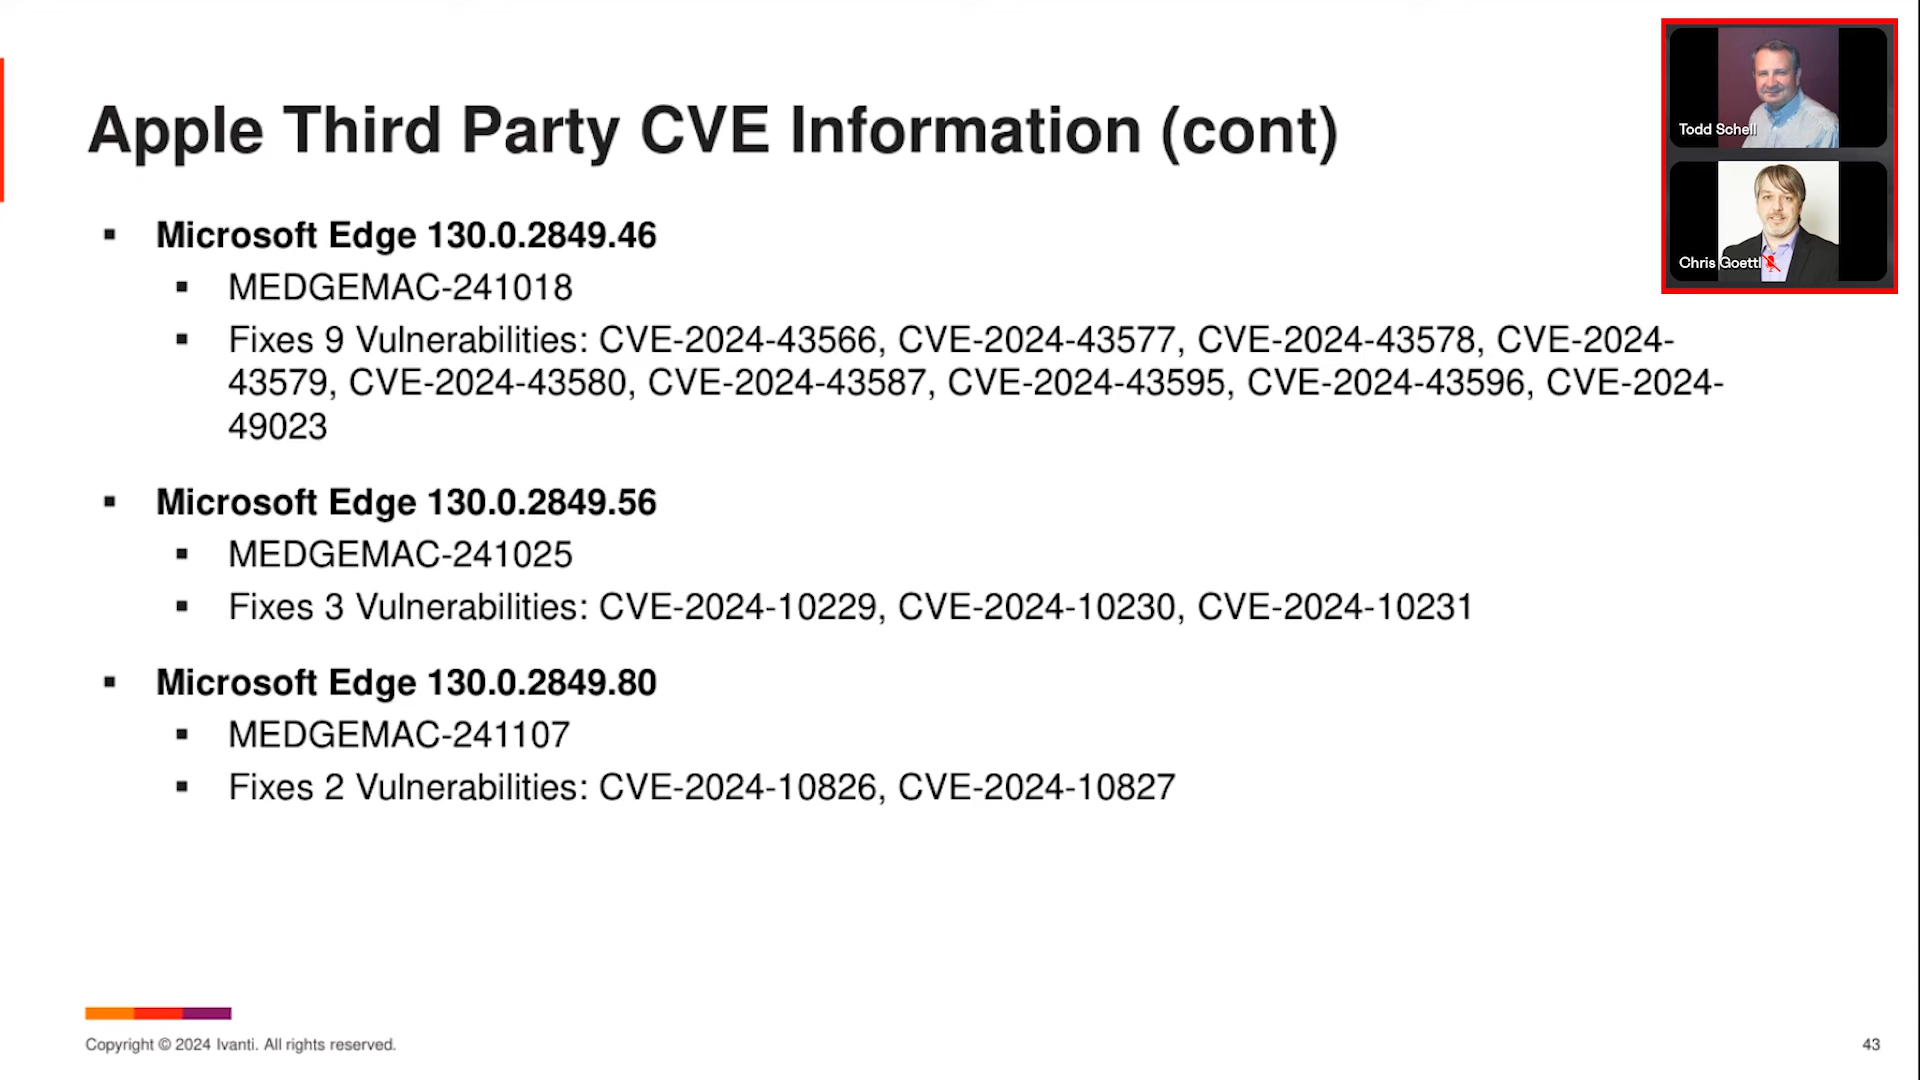 Apple Third Party CVE Information (cont)
Todd Schell
Chris Goettl
▪ Microsoft Edge 130.0.2849.46
▪ MEDGEMAC-241018
▪ Fixes 9 Vulnerabilities: CVE-2024-43566, CVE-2024-43577, CVE-2024-43578, CVE-2024-
43579, CVE-2024-43580, CVE-2024-43587, CVE-2024-43595, CVE-2024-43596, CVE-2024-
49023
▪ Microsoft Edge 130.0.2849.56
▪ MEDGEMAC-241025
▪ Fixes 3 Vulnerabilities: CVE-2024-10229, CVE-2024-10230, CVE-2024-10231
▪ Microsoft Edge 130.0.2849.80
▪ MEDGEMAC-241107
▪ Fixes 2 Vulnerabilities: CVE-2024-10826, CVE-2024-10827
Copyright © 2024 Ivanti. All rights reserved.
43